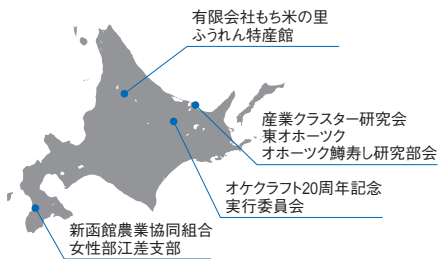 有限会社もち米の里
ふうれん特産館
産業クラスター研究会
東オホーツク
オホーツク鱒寿し研究部会
オケクラフト20周年記念
実行委員会
新函館農業協同組合
女性部江差支部